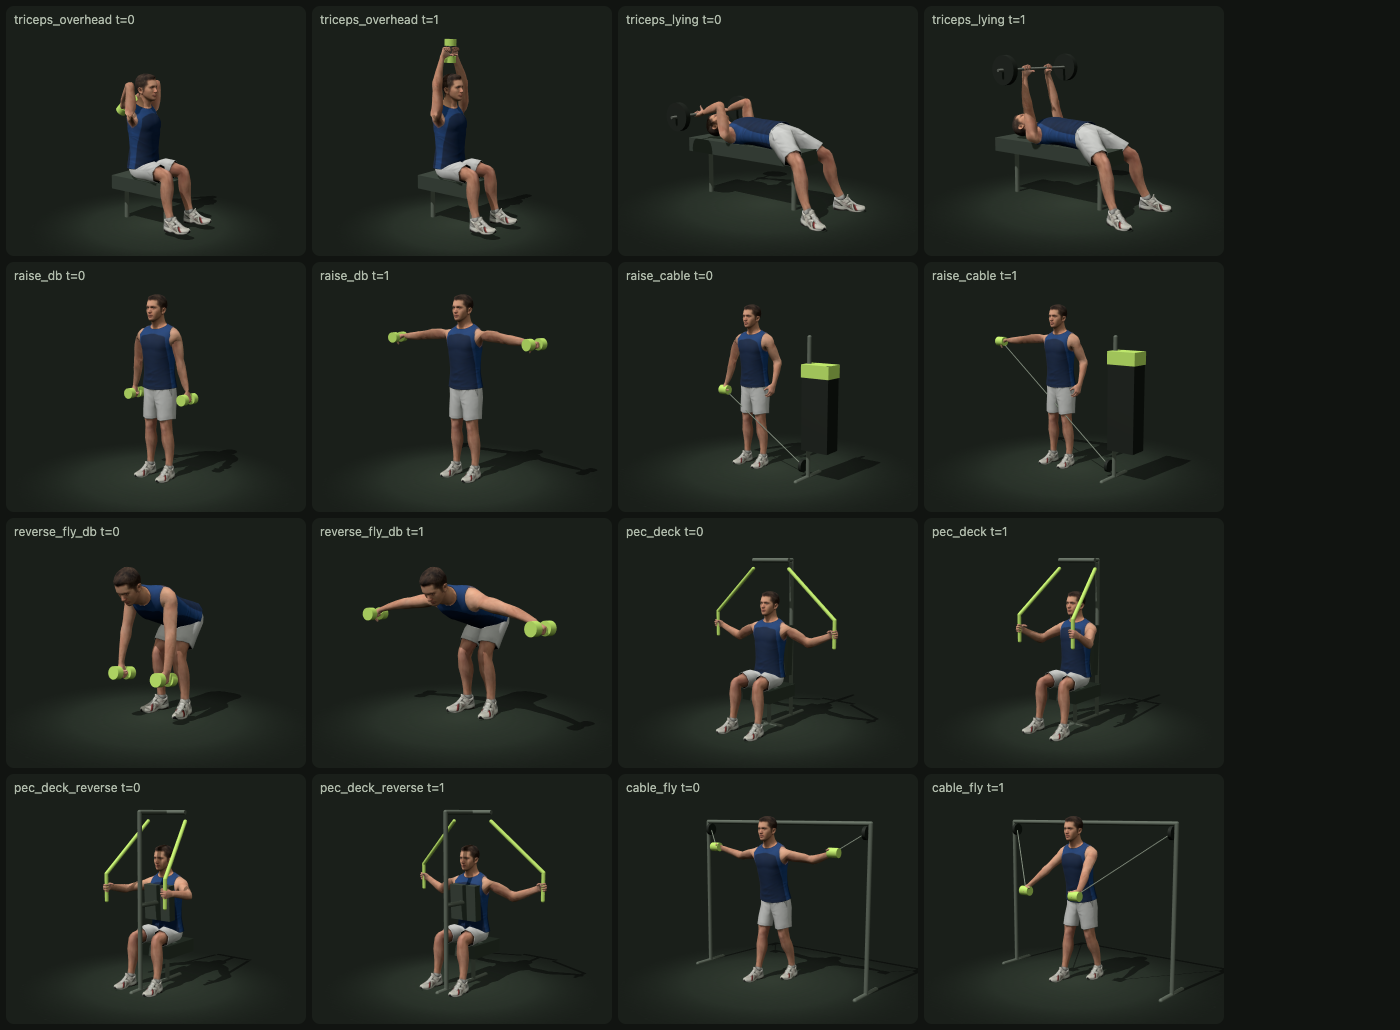 triceps_overhead t=0
triceps_overhead t=1
triceps_lying t=0
triceps_lying t=1
raise_db t=0
raise_db t=1
raise_cable t=0
raise_cable t=1
reverse_fly_db t=0
reverse_fly_db t=1
pec_deck t=0
pec_deck t=1
pec_deck_reverse t=0
pec_deck_reverse t=1
cable_fly t=0
cable_fly t=1